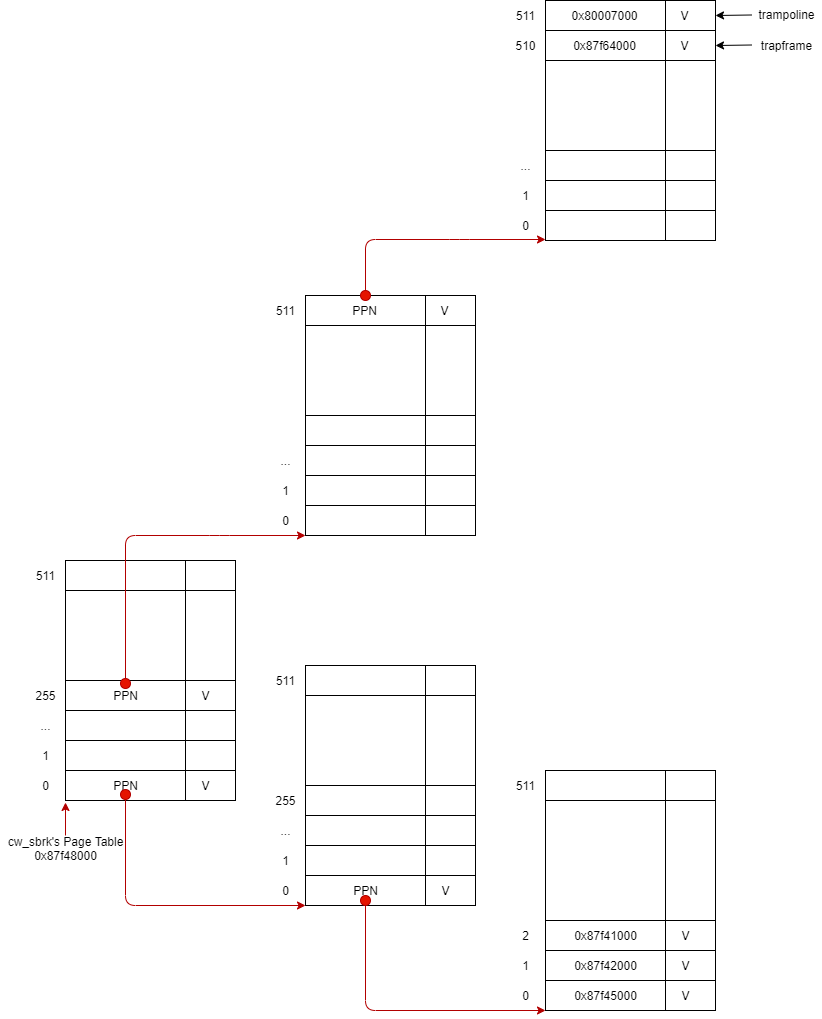 511 0x80007000 V trampoline
510 0x87f64000 V trapframe
...
1
0
511 PPN V
...
1
0
511
255 PPN V
...
1
0 PPN V
cw_sbrk's Page Table
0x87f48000
511
255
...
1
0 PPN V
511
2 0x87f41000 V
1 0x87f42000 V
0 0x87f45000 V